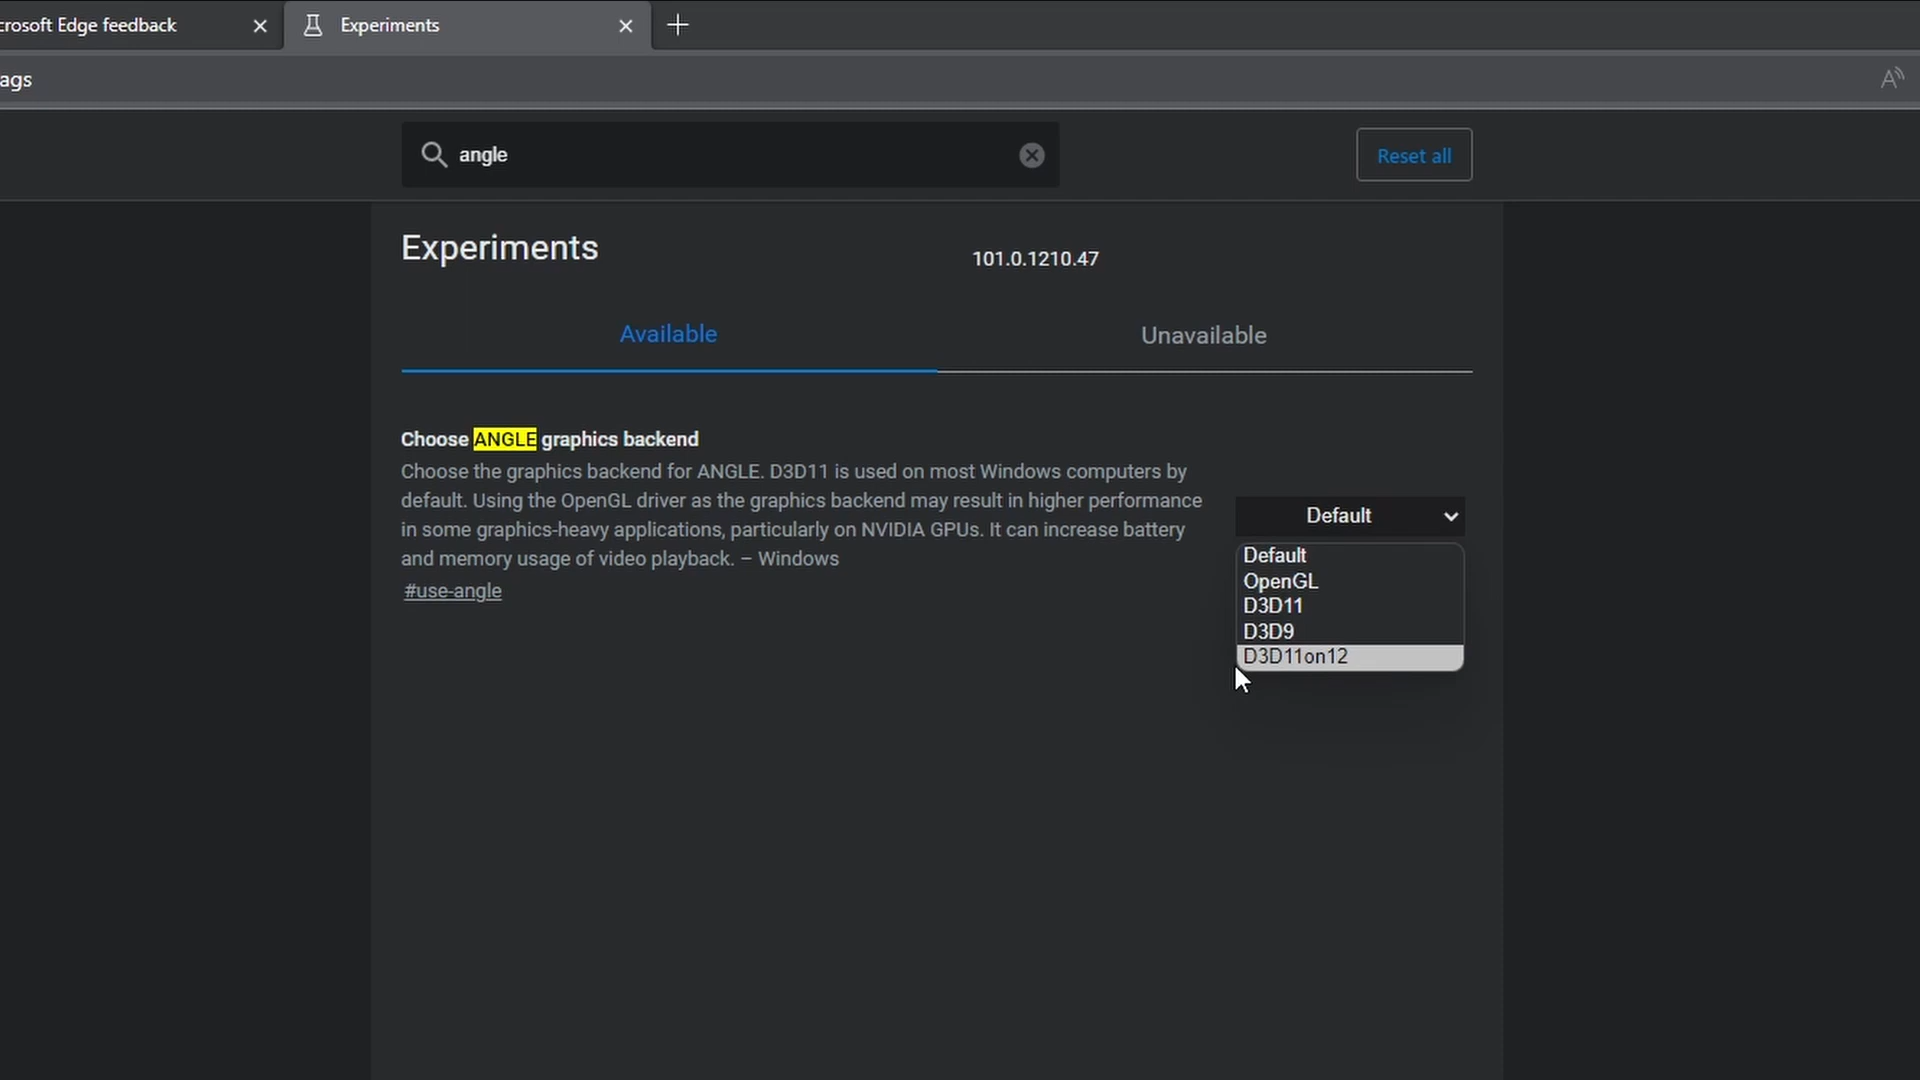 crosoft Edge feedback
Experiments
ags
angle
Reset all
Experiments
101.0.1210.47
Available
Unavailable
Choose ANGLE graphics backend
Choose the graphics backend for ANGLE. D3D11 is used on most Windows computers by
default. Using the OpenGL driver as the graphics backend may result in higher performance
in some graphics-heavy applications, particularly on NVIDIA GPUs. It can increase battery
and memory usage of video playback. – Windows
#use-angle
Default
Default
OpenGL
D3D11
D3D9
D3D11on12